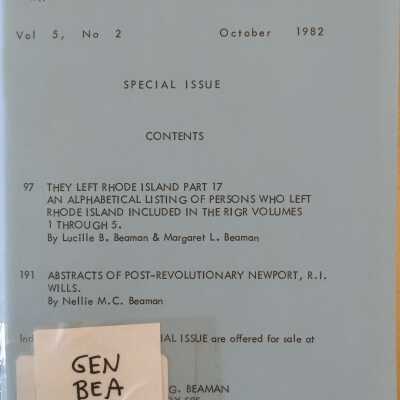 Vol 5, No 2 October 1982
SPECIAL ISSUE
CONTENTS
97 THEY LEFT RHODE ISLAND PART 17
AN ALPHABETICAL LISTING OF PERSONS WHO LEFT
RHODE ISLAND INCLUDED IN THE RIGR VOLUMES
1 THROUGH 5.
By Lucille B. Beaman & Margaret L. Beaman
191 ABSTRACTS OF POST-REVOLUTIONARY NEWPORT, R.I.
WILLS.
By Nellie M.C. Beaman
ISSUE are offered for sale at
GEN
BEA
G. BEAMAN